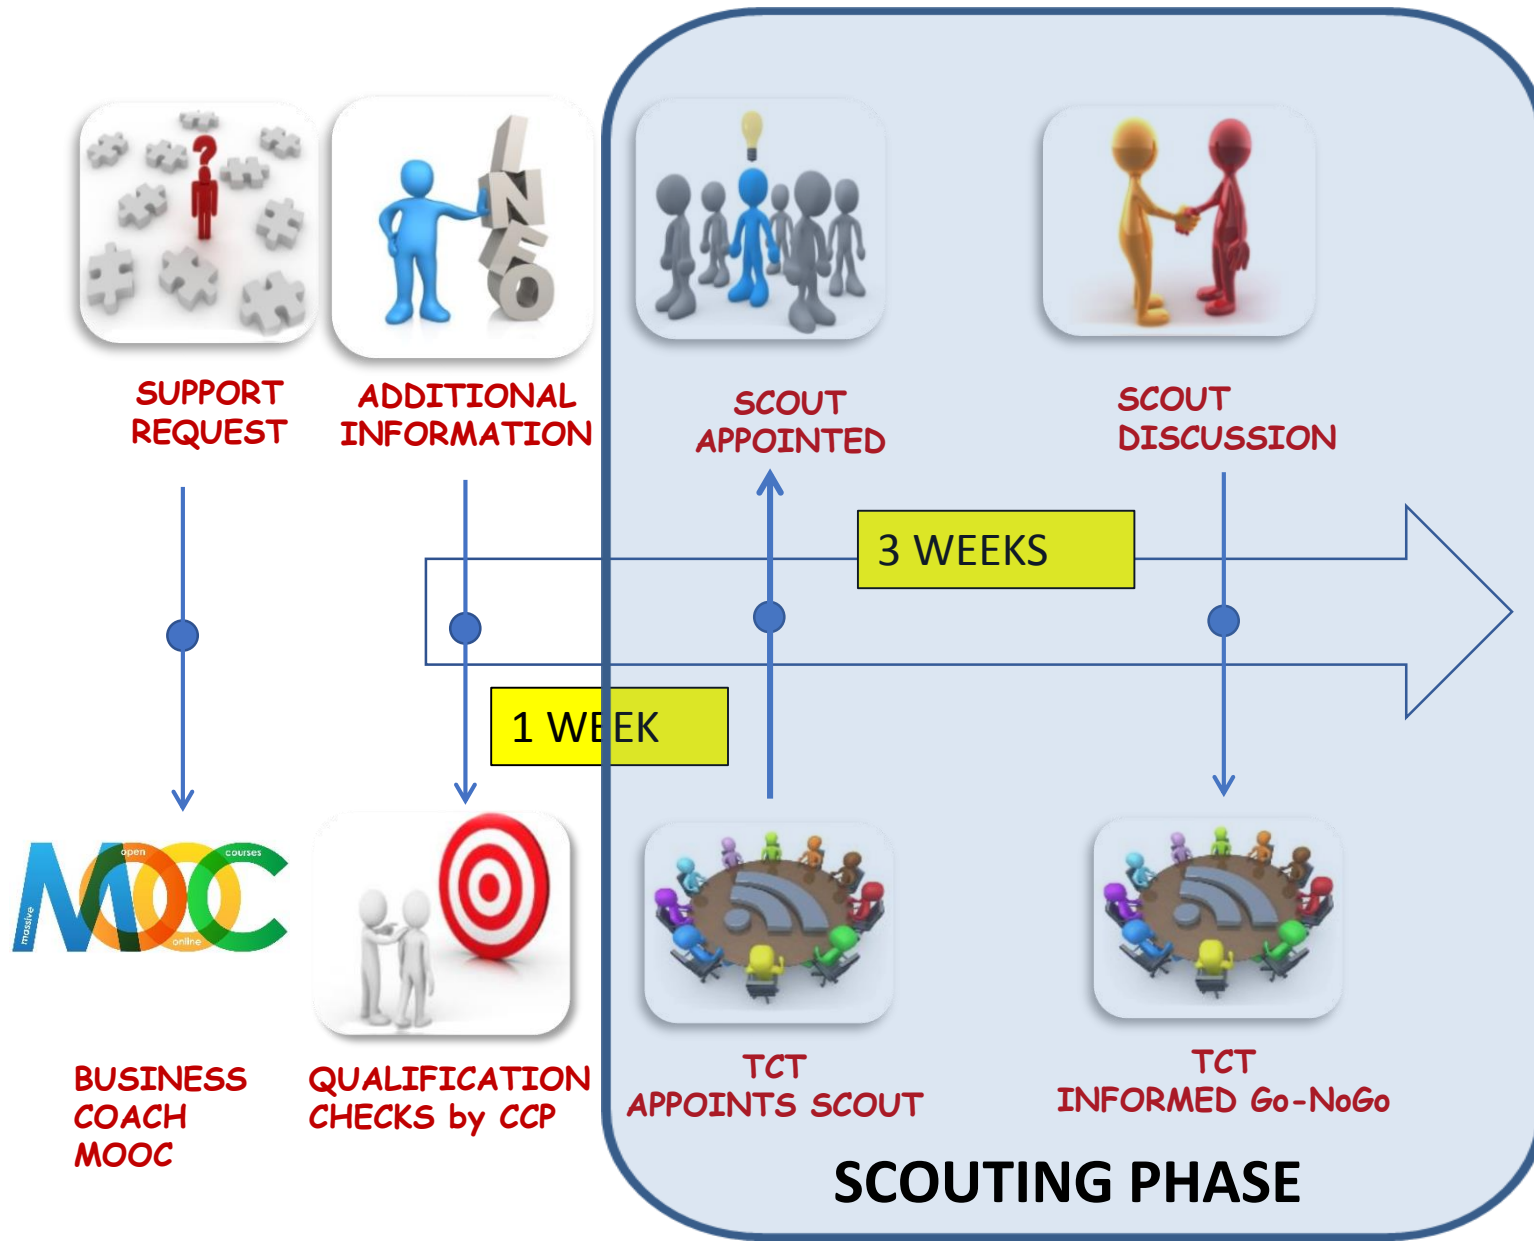 ?
INFO
SUPPORT
REQUEST
ADDITIONAL
INFORMATION
SCOUT
APPOINTED
SCOUT
DISCUSSION
3 WEEKS
1 WEEK
MOOC
massive
open
online
courses
BUSINESS
COACH
MOOC
QUALIFICATION
CHECKS by CCP
TCT
APPOINTS SCOUT
TCT
INFORMED Go-NoGo
SCOUTING PHASE